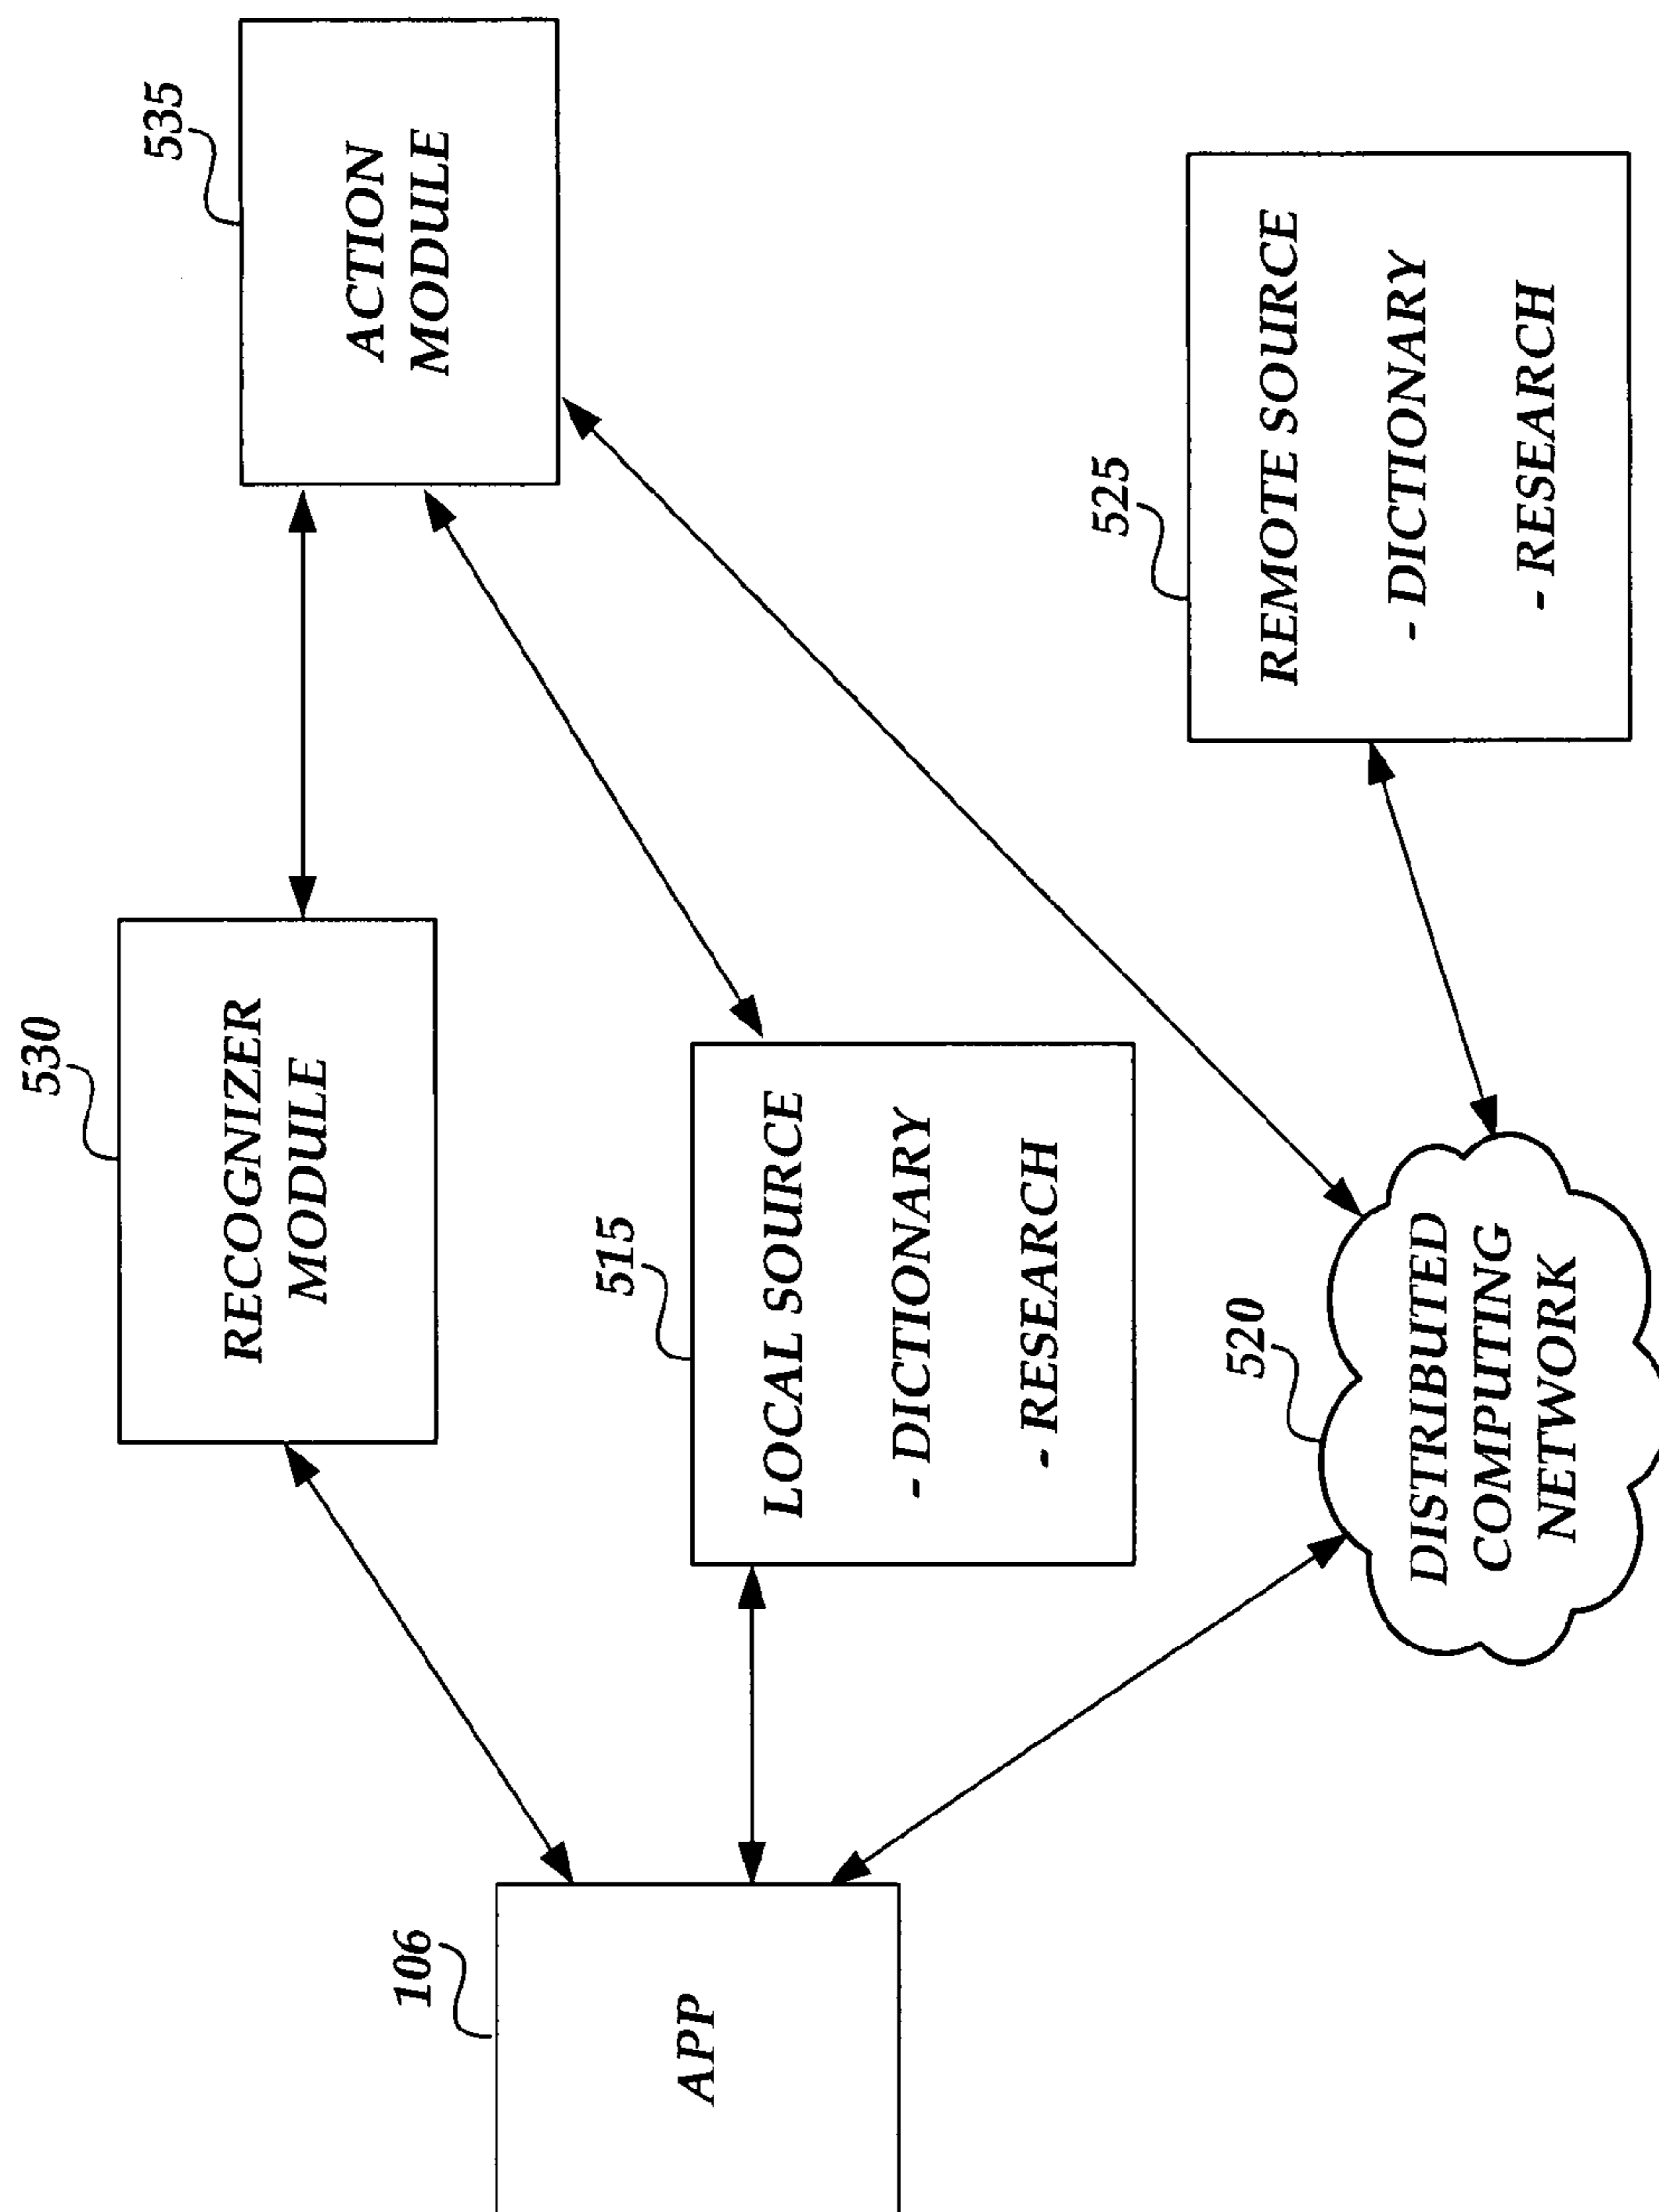 530
RECOGNIZER
MODULE
535
ACTION
MODULE
106
APP
515
LOCAL SOURCE
- DICTIONARY
- RESEARCH
520
DISTRIBUTED
COMPUTING
NETWORK
525
REMOTE SOURCE
- DICTIONARY
- RESEARCH